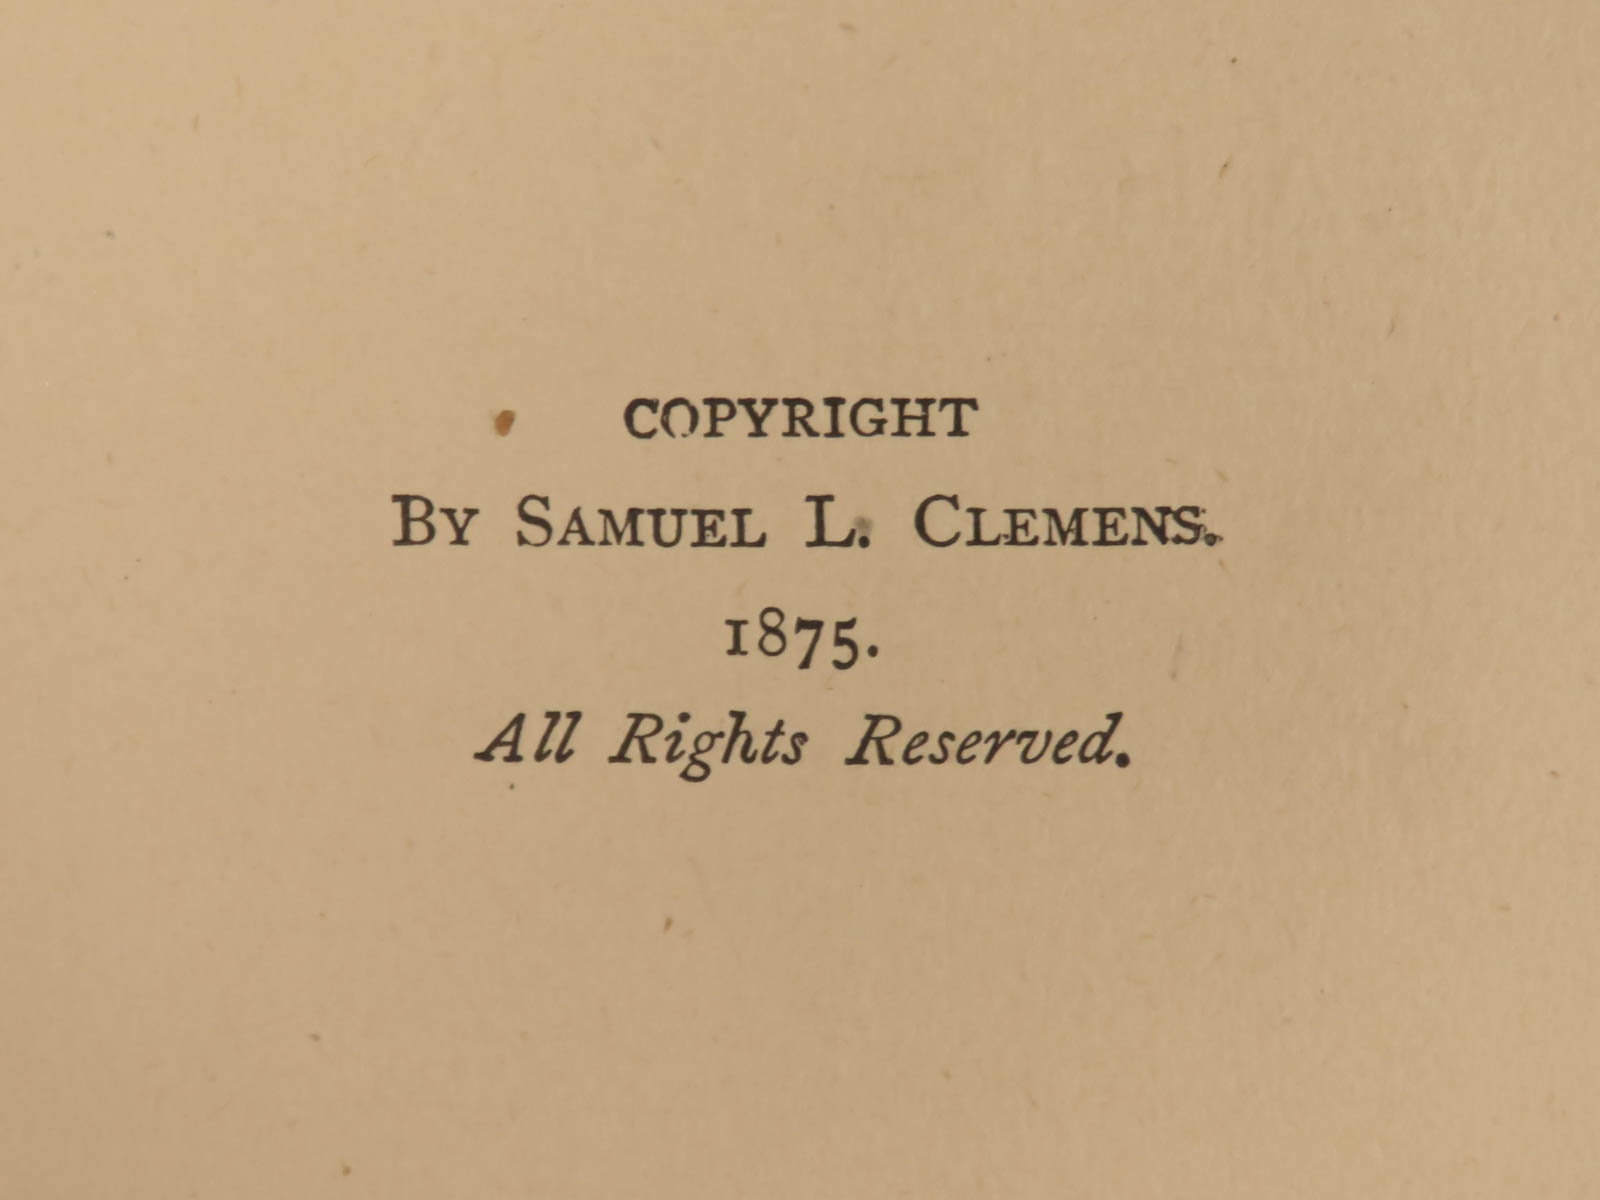 COPYRIGHT
BY SAMUEL L. CLEMENS.
1875.
All Rights Reserved.